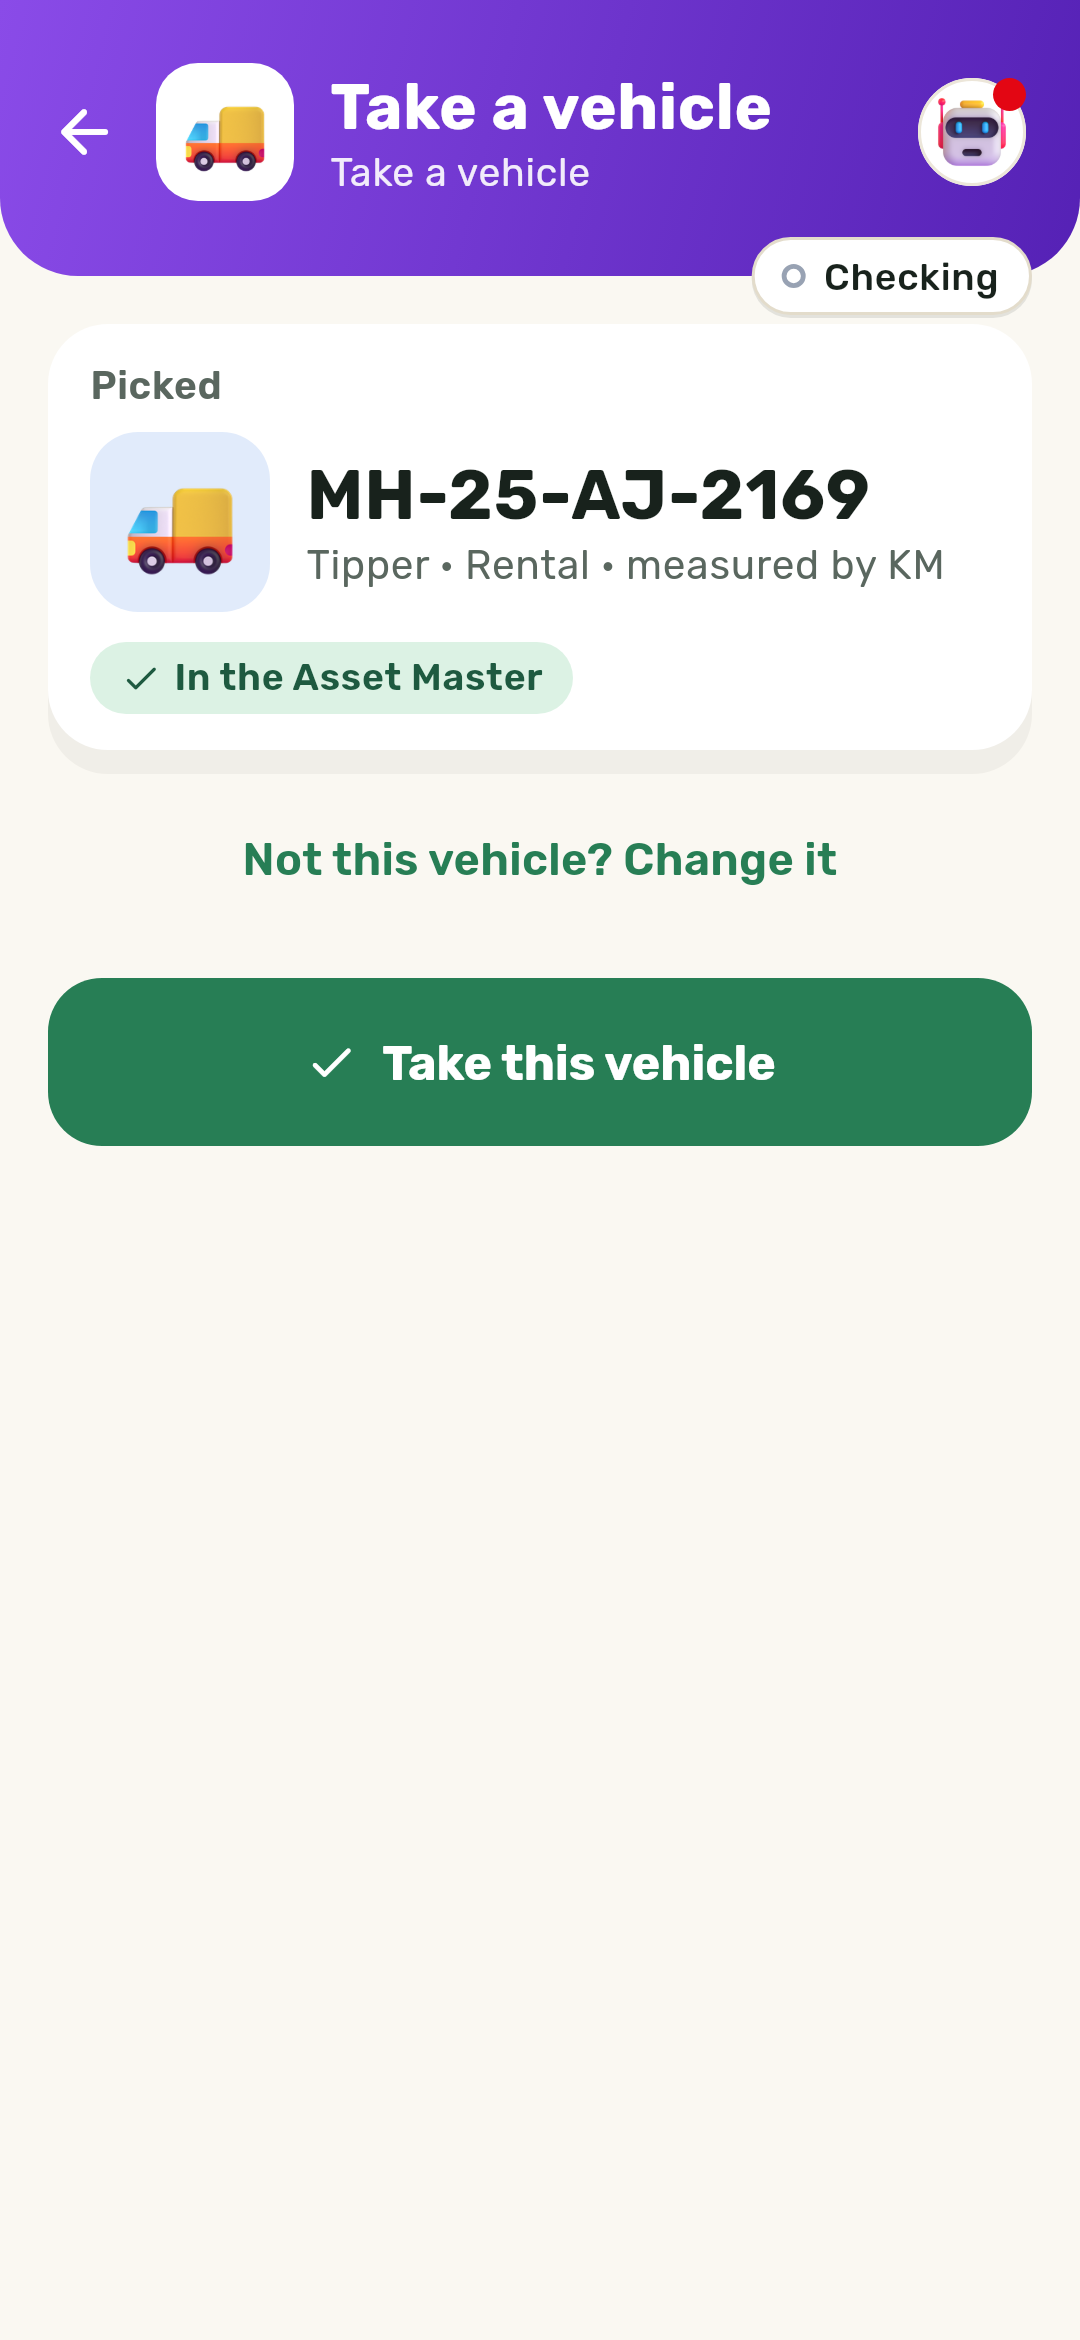 Take a vehicle
Take a vehicle
Checking
Picked
MH-25-AJ-2169
Tipper • Rental • measured by KM
In the Asset Master
Not this vehicle? Change it
Take this vehicle